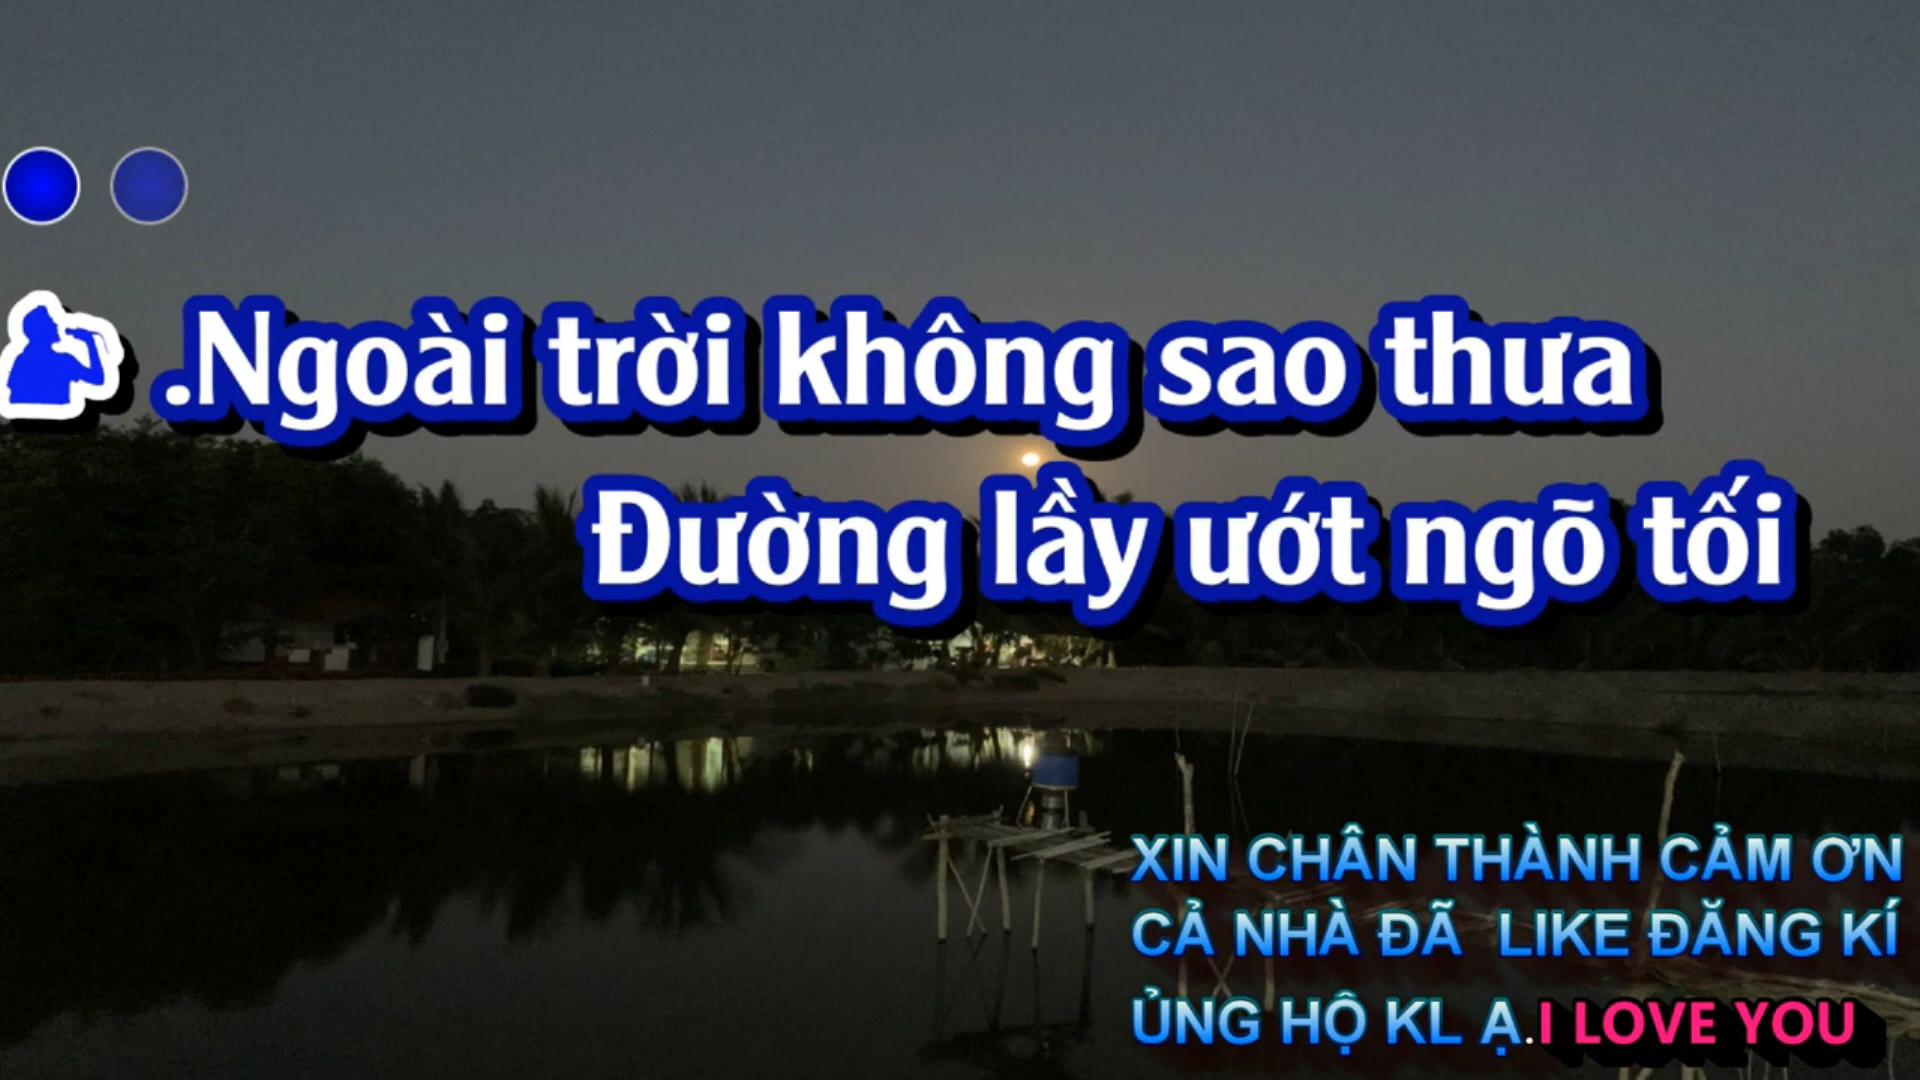 .Ngoài trời không sao thưa
Đường lầy ướt ngõ tối
XIN CHÂN THÀNH CẢM ƠN
CẢ NHÀ ĐÃ LIKE ĐĂNG KÍ
ỦNG HỘ KL Ạ.I LOVE YOU